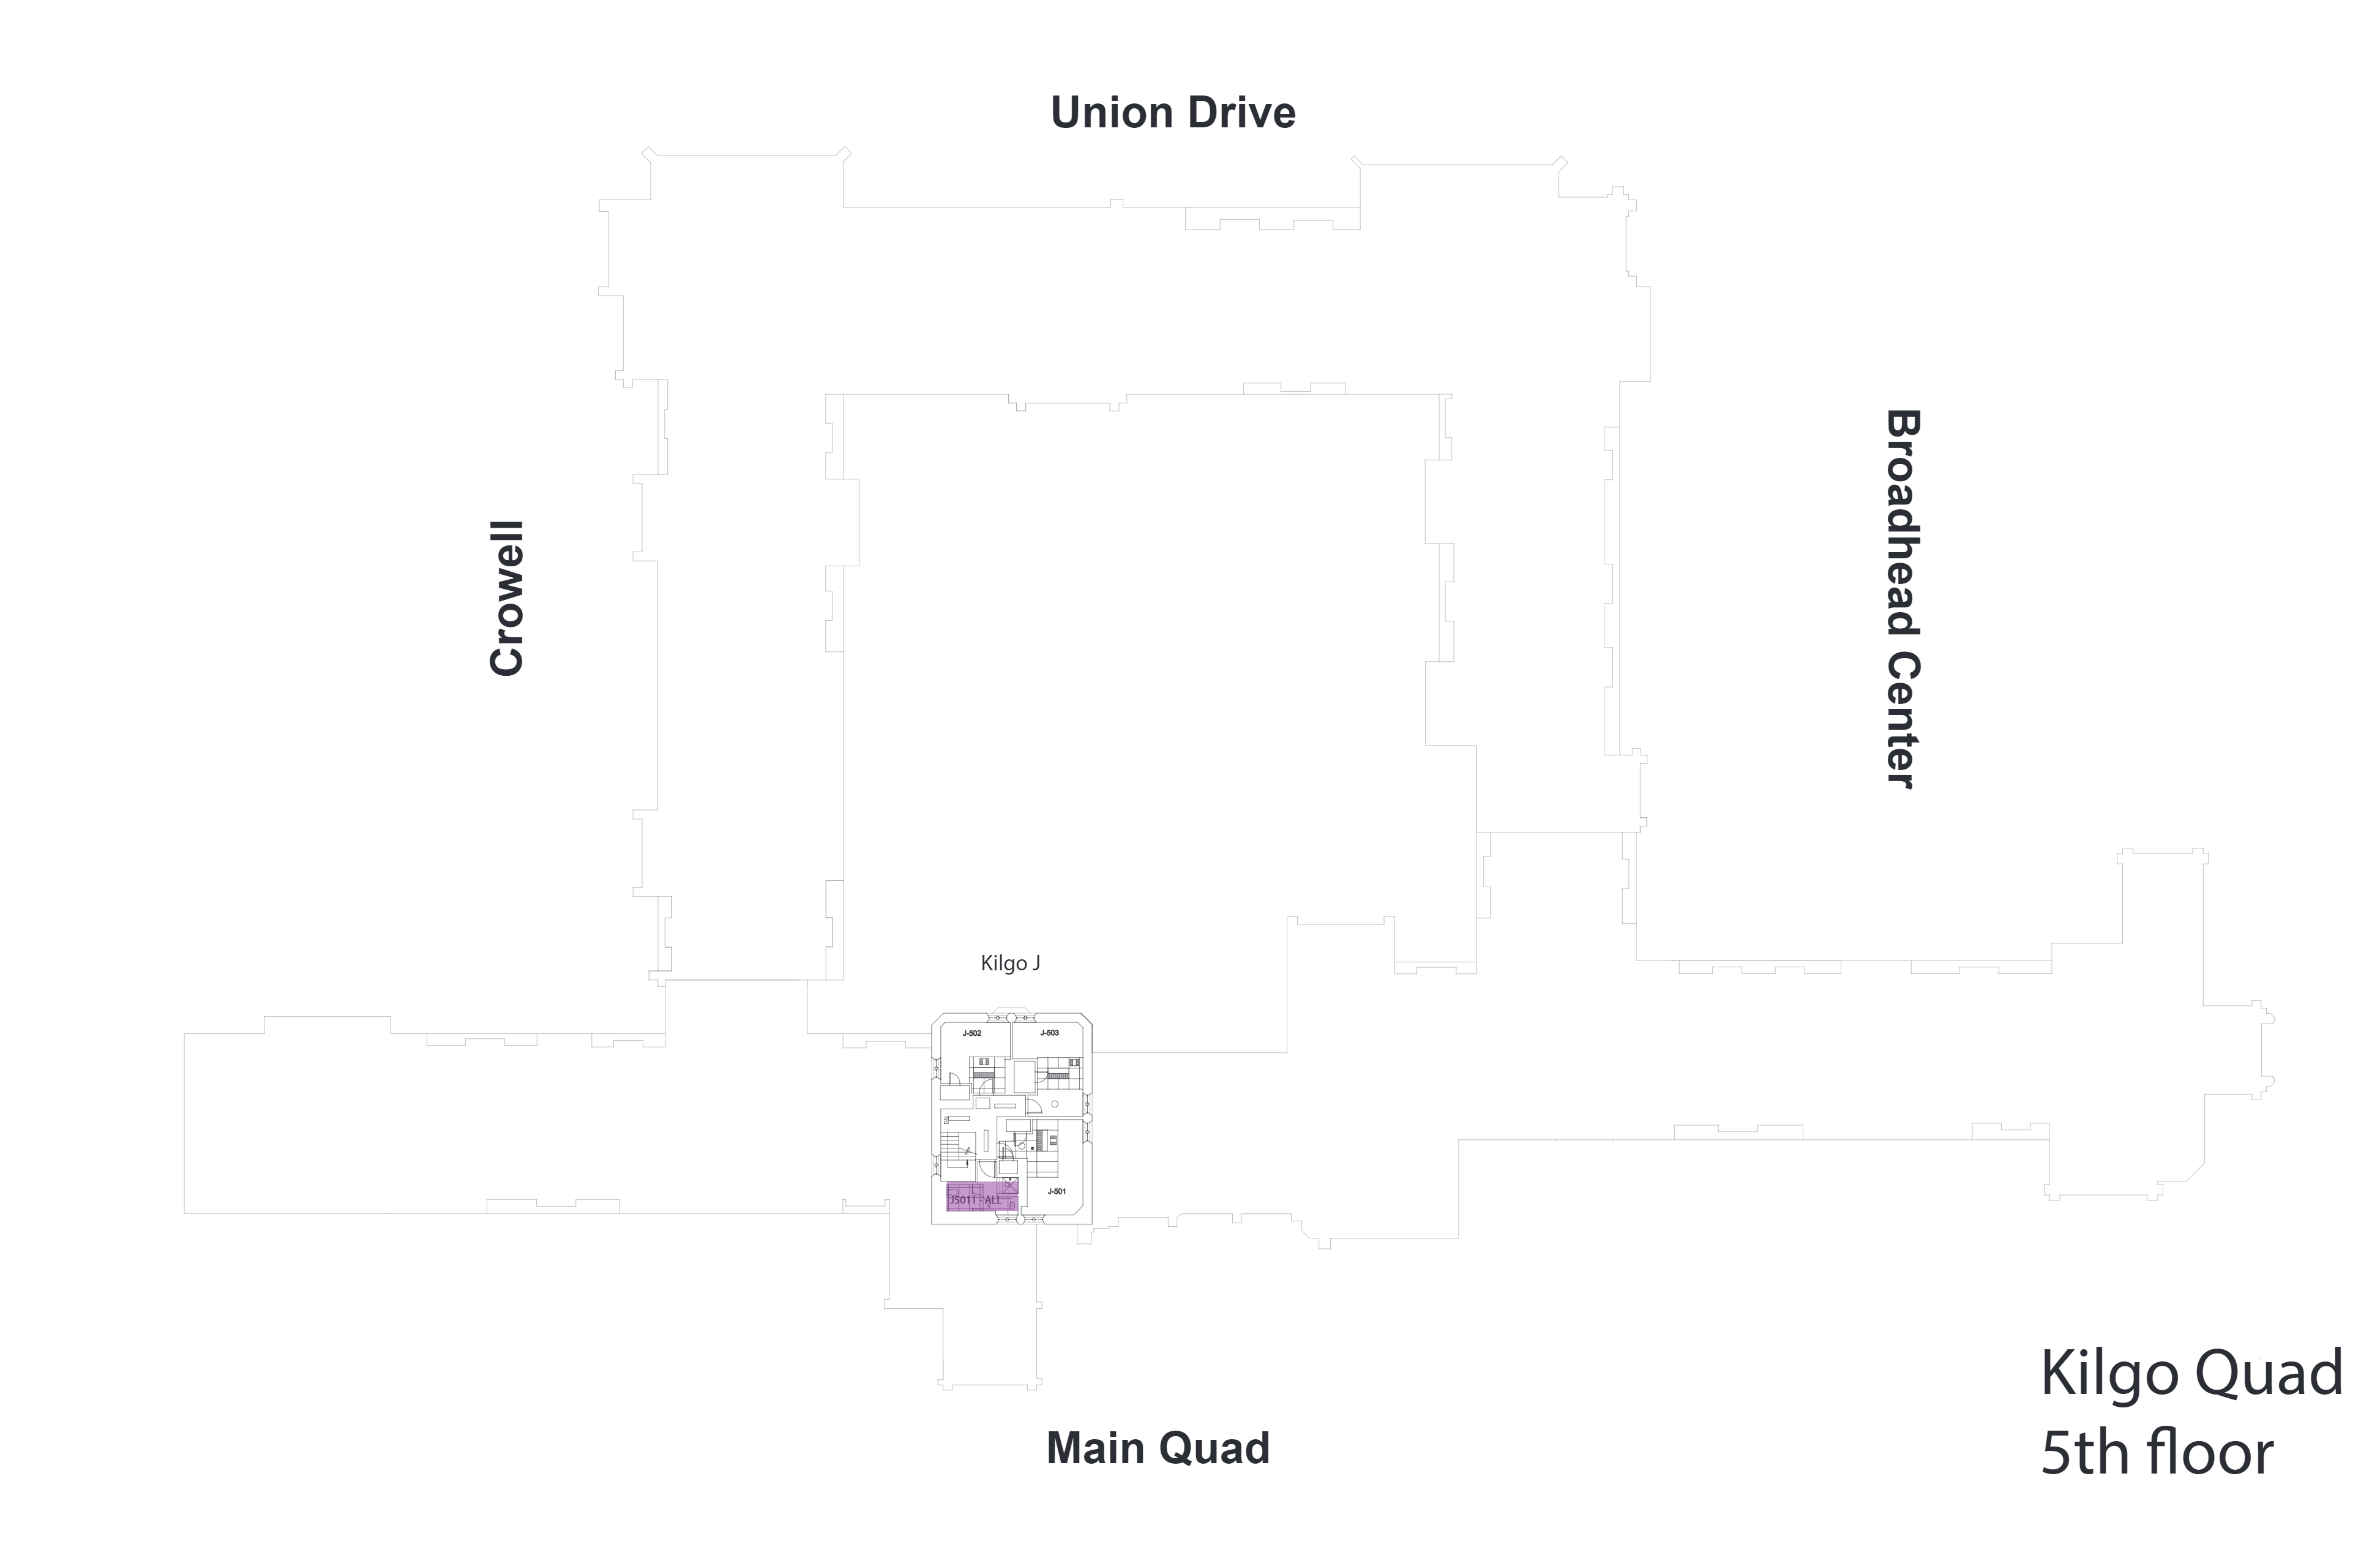 Union Drive
Crowell
Broadhead Center
Kilgo J
J-502
J-503
J-501
J501T - ALL
Main Quad
Kilgo Quad
5th floor